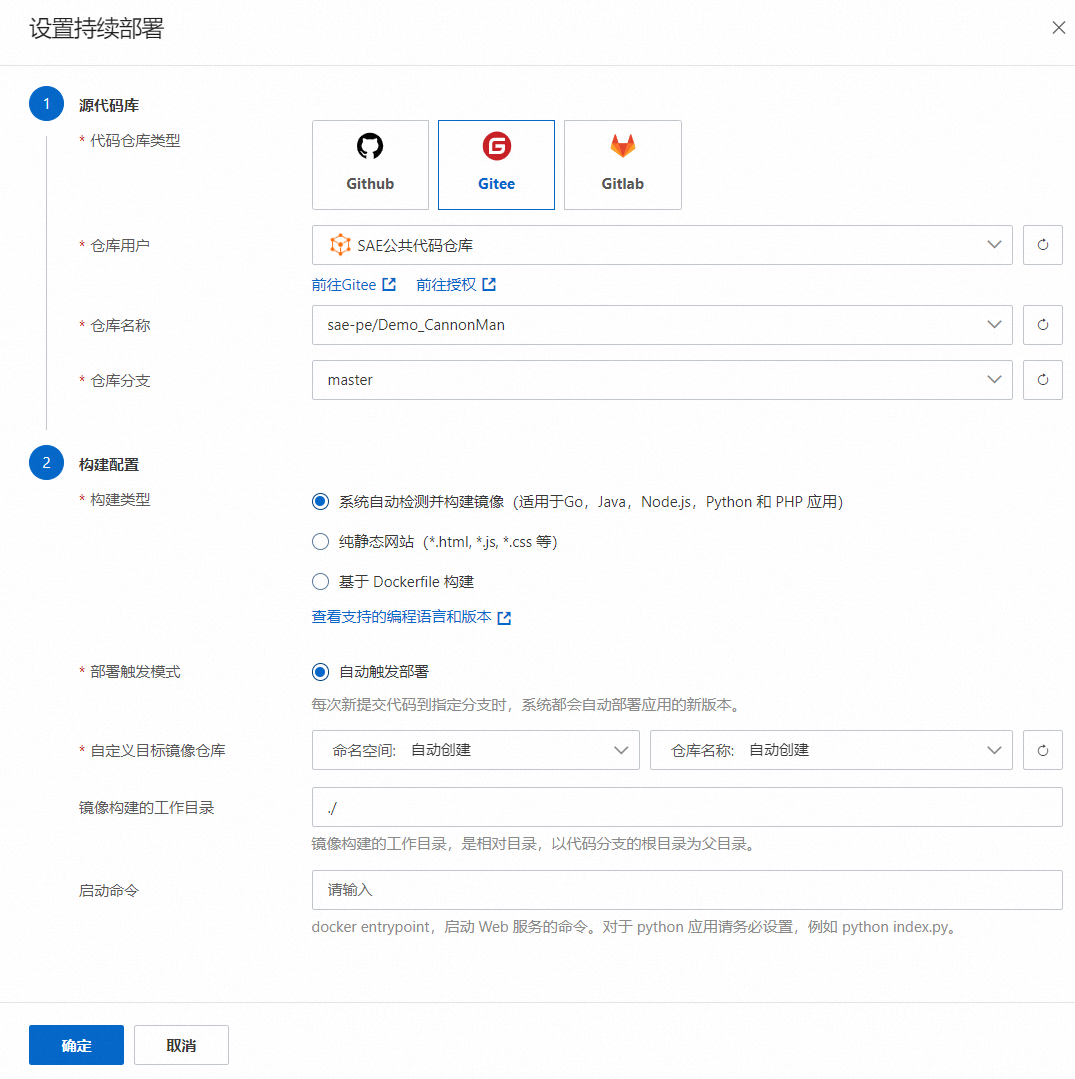 设置持续部署
1 源代码库
* 代码仓库类型
Github Gitee Gitlab
* 仓库用户 SAE公共代码仓库
前往Gitee 前往授权
* 仓库名称 sae-pe/Demo_CannonMan
* 仓库分支 master
2 构建配置
* 构建类型 系统自动检测并构建镜像（适用于Go，Java，Node.js，Python 和 PHP 应用）
纯静态网站（*.html, *.js, *.css 等）
基于 Dockerfile 构建
查看支持的编程语言和版本
* 部署触发模式 自动触发部署
每次新提交代码到指定分支时，系统都会自动部署应用的新版本。
* 自定义目标镜像仓库 命名空间: 自动创建 仓库名称: 自动创建
镜像构建的工作目录 ./
镜像构建的工作目录，是相对目录，以代码分支的根目录为父目录。
启动命令 请输入
docker entrypoint，启动 Web 服务的命令。对于 python 应用请务必设置，例如 python index.py。
确定 取消